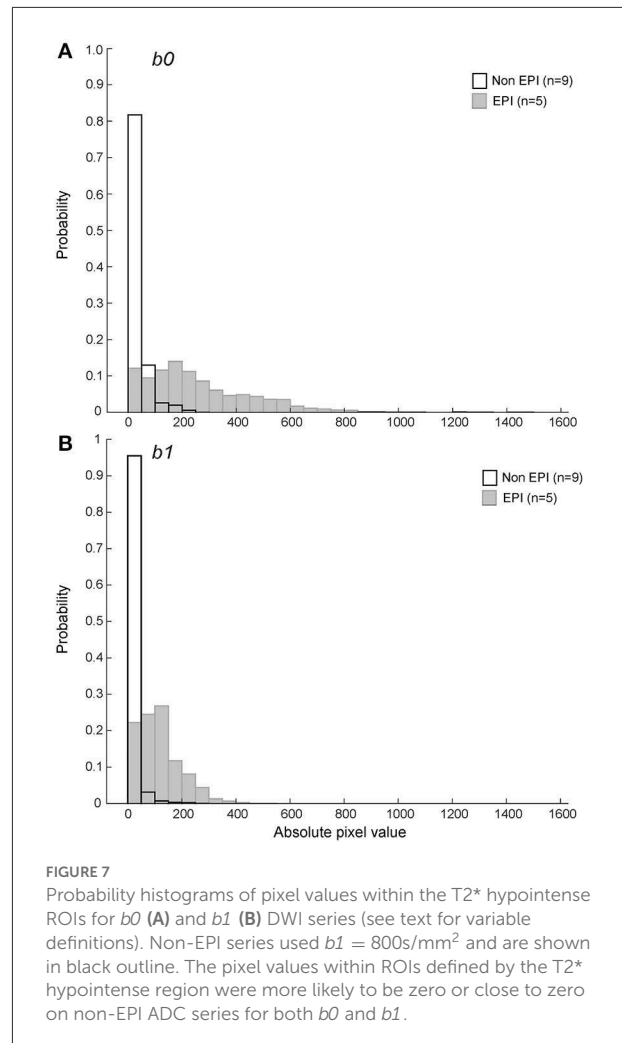 A
b0
Non EPI (n=9)
EPI (n=5)
1.0
0.9
0.8
0.7
0.6
0.5
0.4
0.3
0.2
0.1
0
Probability
0 200 400 600 800 1000 1200 1400 1600
B
b1
Non EPI (n=9)
EPI (n=5)
1
0.9
0.8
0.7
0.6
0.5
0.4
0.3
0.2
0.1
0
Probability
0 200 400 600 800 1000 1200 1400 1600
Absolute pixel value
FIGURE 7
Probability histograms of pixel values within the T2* hypointense
ROIs for b0 (A) and b1 (B) DWI series (see text for variable
definitions). Non-EPI series used b1 = 800s/mm² and are shown
in black outline. The pixel values within ROIs defined by the T2*
hypointense region were more likely to be zero or close to zero
on non-EPI ADC series for both b0 and b1.